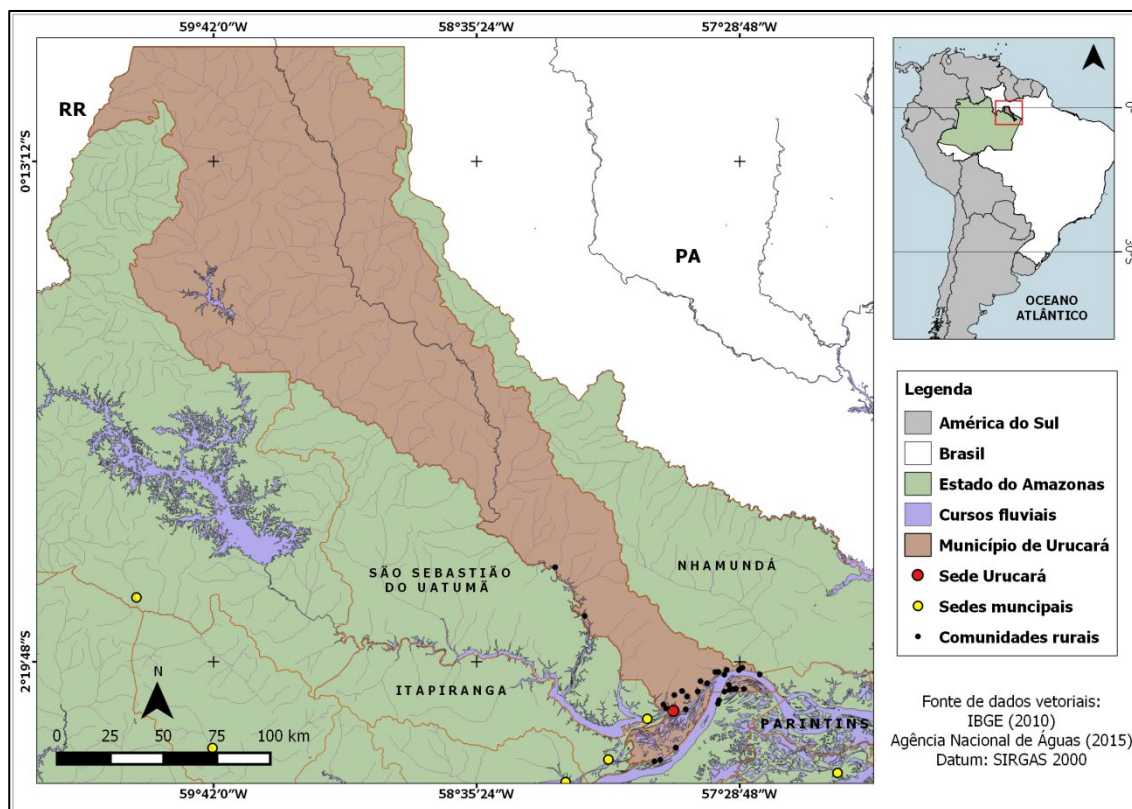 59°42'0"W
58°35'24"W
57°28'48"W
RR
0°13'12"S
PA
0°
OCEANO
ATLÂNTICO
Legenda
América do Sul
Brasil
Estado do Amazonas
Cursos fluviais
Município de Urucará
Sede Urucará
Sedes muncipais
Comunidades rurais
NHAMUNDÁ
SÃO SEBASTIÃO
DO UATUMÃ
2°19'48"S
ITAPIRANGA
PARINTINS
N
0 25 50 75 100 km
59°42'0"W
58°35'24"W
57°28'48"W
Fonte de dados vetoriais:
IBGE (2010)
Agência Nacional de Águas (2015)
Datum: SIRGAS 2000